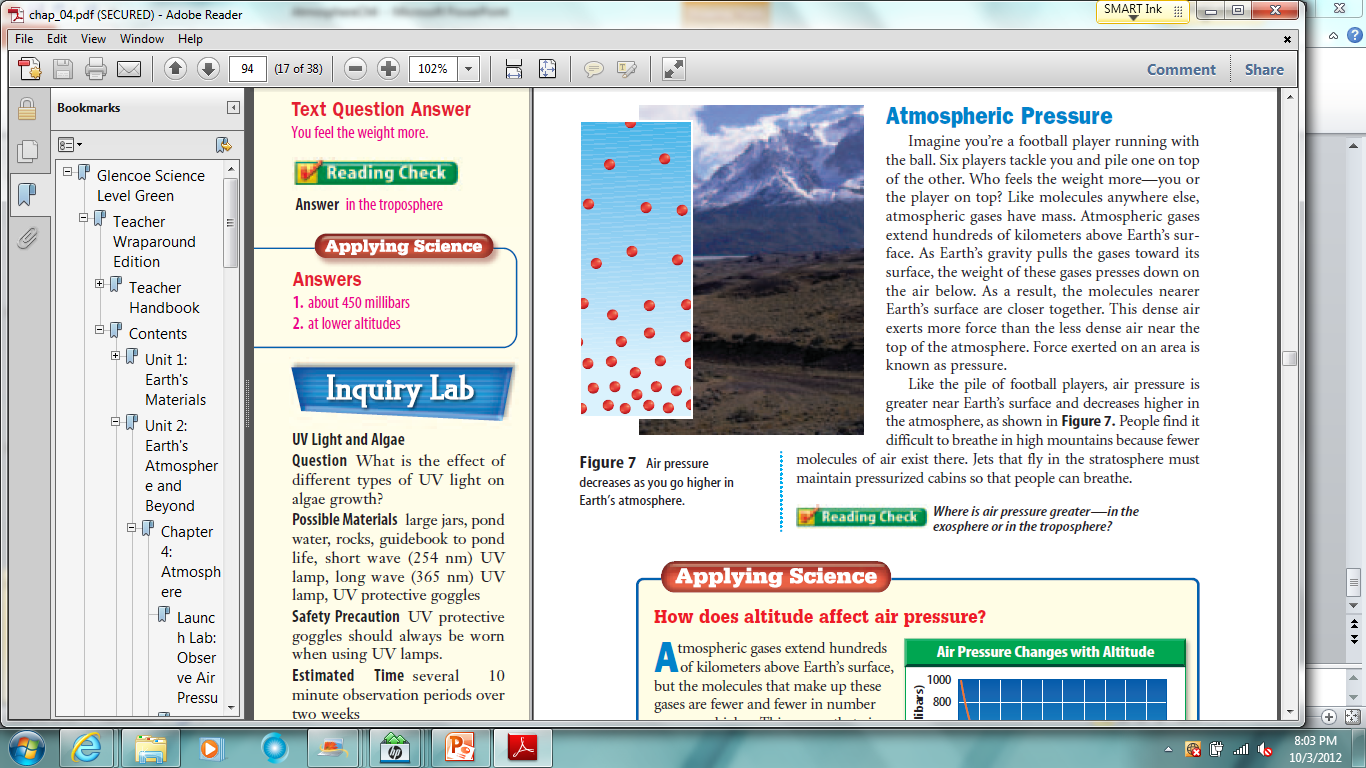 chap_04.pdf (SECURED) - Adobe Reader
SMART Ink
File Edit View Window Help
94 (17 of 38) 102% Comment Share
Bookmarks
Glencoe Science
Level Green
Teacher
Wraparound
Edition
Teacher
Handbook
Contents
Unit 1:
Earth's
Materials
Unit 2:
Earth's
Atmospher
e and
Beyond
Chapter
4:
Atmosph
ere
Launc
h Lab:
Obser
ve Air
Pressu
Text Question Answer
You feel the weight more.
Reading Check
Answer in the troposphere
Applying Science
Answers
1. about 450 millibars
2. at lower altitudes
Inquiry Lab
UV Light and Algae
Question What is the effect of
different types of UV light on
algae growth?
Possible Materials large jars, pond
water, rocks, guidebook to pond
life, short wave (254 nm) UV
lamp, long wave (365 nm) UV
lamp, UV protective goggles
Safety Precaution UV protective
goggles should always be worn
when using UV lamps.
Estimated Time several 10
minute observation periods over
two weeks
Atmospheric Pressure
Imagine you're a football player running with
the ball. Six players tackle you and pile one on top
of the other. Who feels the weight more—you or
the player on top? Like molecules anywhere else,
atmospheric gases have mass. Atmospheric gases
extend hundreds of kilometers above Earth's sur-
face. As Earth's gravity pulls the gases toward its
surface, the weight of these gases presses down on
the air below. As a result, the molecules nearer
Earth's surface are closer together. This dense air
exerts more force than the less dense air near the
top of the atmosphere. Force exerted on an area is
known as pressure.
Like the pile of football players, air pressure is
greater near Earth's surface and decreases higher in
the atmosphere, as shown in Figure 7. People find it
difficult to breathe in high mountains because fewer
molecules of air exist there. Jets that fly in the stratosphere must
maintain pressurized cabins so that people can breathe.
Figure 7 Air pressure
decreases as you go higher in
Earth's atmosphere.
Reading Check Where is air pressure greater—in the
exosphere or in the troposphere?
Applying Science
How does altitude affect air pressure?
Atmospheric gases extend hundreds
of kilometers above Earth's surface,
but the molecules that make up these
gases are fewer and fewer in number
Air Pressure Changes with Altitude
1000
800
libars)
8:03 PM
10/3/2012